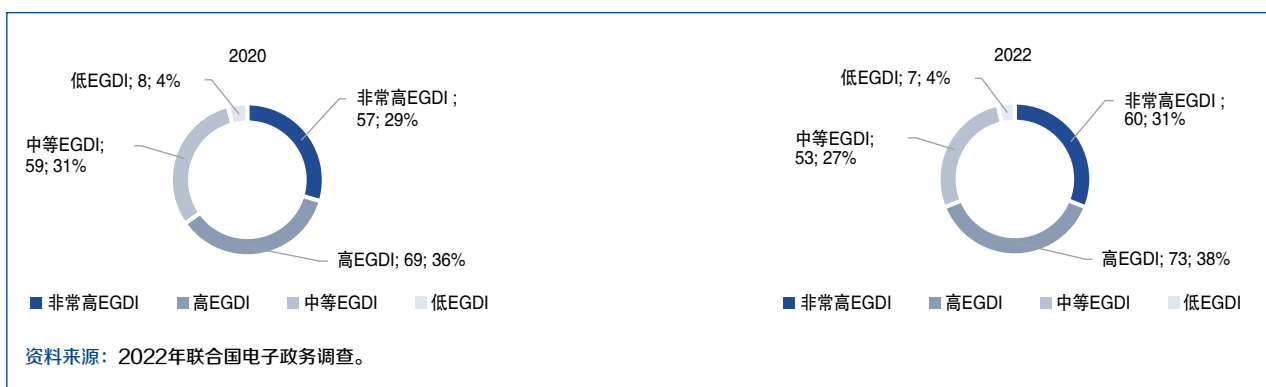 2020
低EGDI; 8; 4%
非常高EGDI ;
57; 29%
中等EGDI;
59; 31%
高EGDI; 69; 36%
非常高EGDI 高EGDI 中等EGDI 低EGDI
2022
低EGDI; 7; 4%
非常高EGDI ;
60; 31%
中等EGDI;
53; 27%
高EGDI; 73; 38%
非常高EGDI 高EGDI 中等EGDI 低EGDI
资料来源：2022年联合国电子政务调查。